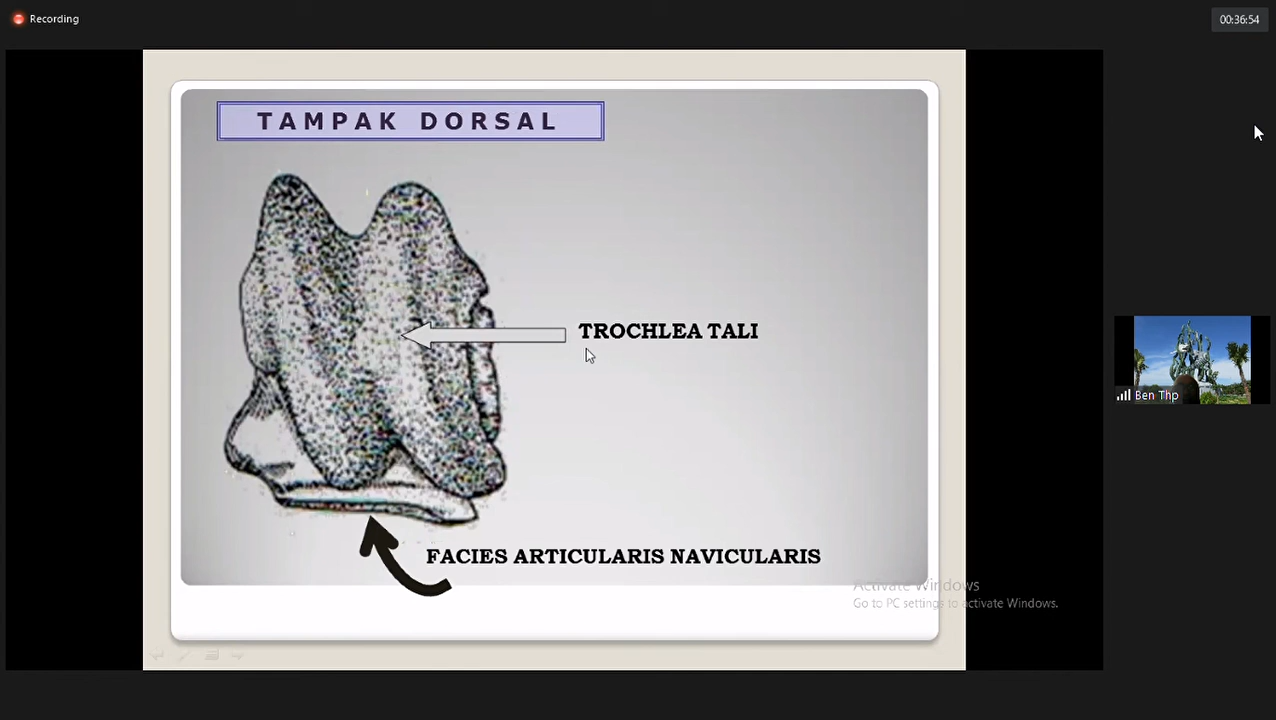 Recording
00:36:54
TAMPAK DORSAL
TROCHLEA TALI
Ben Thp
FACIES ARTICULARIS NAVICULARIS
Activate Windows
Go to PC settings to activate Windows.